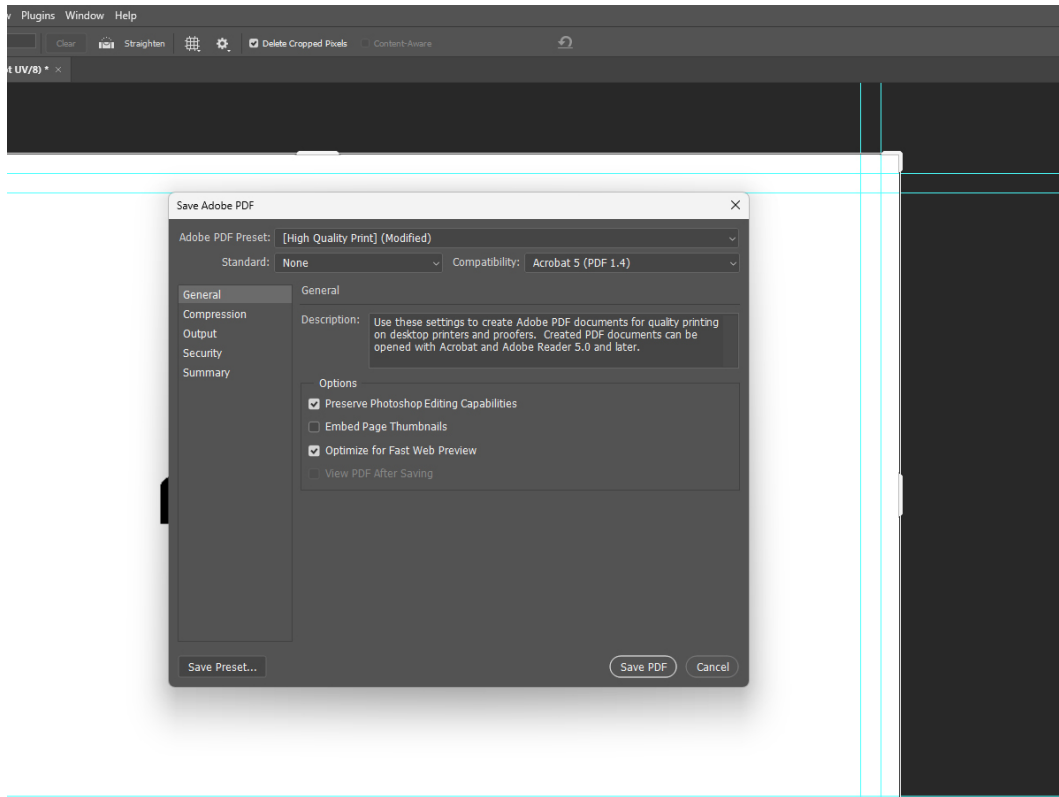 Plugins Window Help
Clear Straighten Delete Cropped Pixels Content-Aware
UV/8) * ×
Save Adobe PDF
Adobe PDF Preset: [High Quality Print] (Modified)
Standard: None Compatibility: Acrobat 5 (PDF 1.4)
General
Compression
Output
Security
Summary
General
Description: Use these settings to create Adobe PDF documents for quality printing
on desktop printers and proofers. Created PDF documents can be
opened with Acrobat and Adobe Reader 5.0 and later.
Options
Preserve Photoshop Editing Capabilities
Embed Page Thumbnails
Optimize for Fast Web Preview
View PDF After Saving
Save Preset... Save PDF Cancel